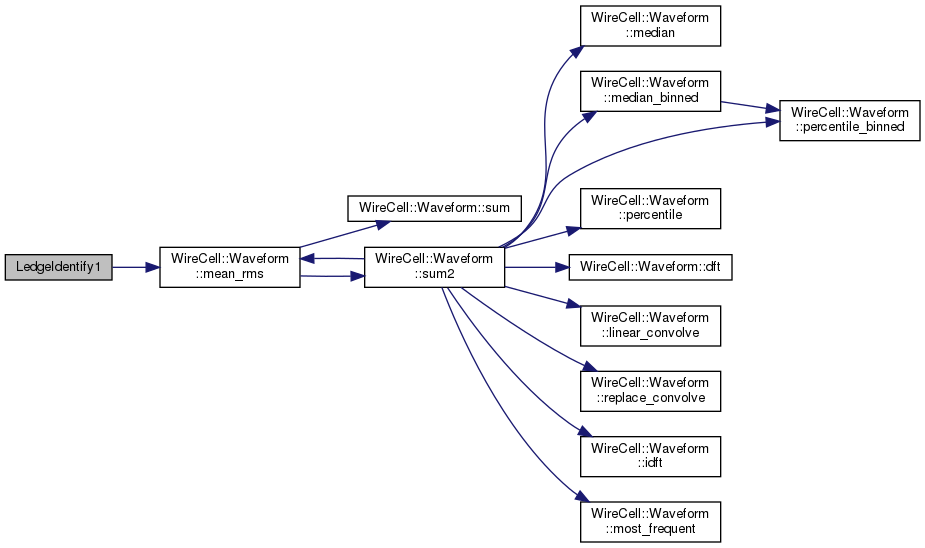 LedgeIdentify1
WireCell::Waveform
::mean_rms
WireCell::Waveform::sum
WireCell::Waveform
::sum2
WireCell::Waveform
::median
WireCell::Waveform
::median_binned
WireCell::Waveform
::percentile_binned
WireCell::Waveform
::percentile
WireCell::Waveform::dft
WireCell::Waveform
::linear_convolve
WireCell::Waveform
::replace_convolve
WireCell::Waveform
::idft
WireCell::Waveform
::most_frequent